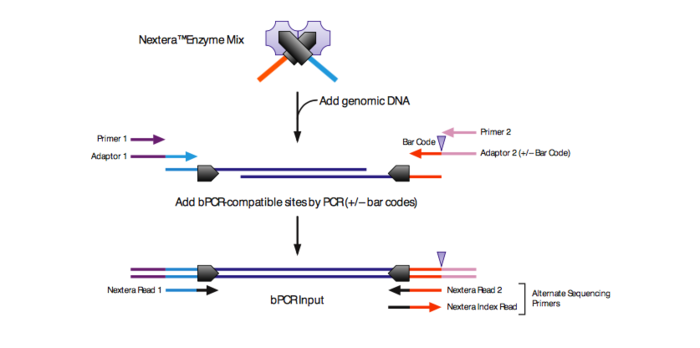 Nextera™Enzyme Mix
Add genomic DNA
Primer 1
Primer 2
Bar Code
Adaptor 1
Adaptor 2 (+/– Bar Code)
Add bPCR-compatible sites by PCR (+/– bar codes)
Nextera Read 1
Nextera Read 2
bPCR Input
Alternate Sequencing
Primers
Nextera Index Read